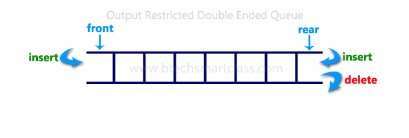 Output Restricted Double Ended Queue
front
rear
insert
insert
www.btechsmartclass.com
delete